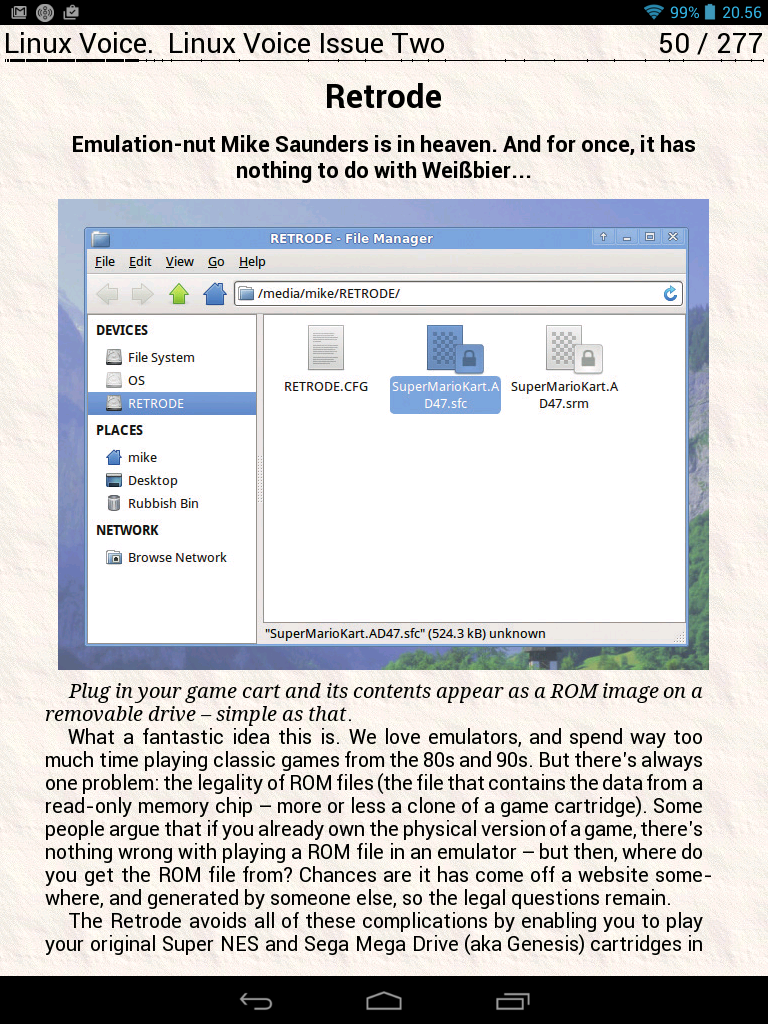 99% 20.56
Linux Voice.  Linux Voice Issue Two 50 / 277
Retrode
Emulation-nut Mike Saunders is in heaven. And for once, it has
nothing to do with Weißbier…
RETRODE - File Manager
File Edit View Go Help
/media/mike/RETRODE/
DEVICES
File System
OS
RETRODE
PLACES
mike
Desktop
Rubbish Bin
NETWORK
Browse Network
RETRODE.CFG
SuperMarioKart.A
D47.sfc
SuperMarioKart.A
D47.srm
"SuperMarioKart.AD47.sfc" (524.3 kB) unknown
Plug in your game cart and its contents appear as a ROM image on a
removable drive – simple as that.
What a fantastic idea this is. We love emulators, and spend way too
much time playing classic games from the 80s and 90s. But there's always
one problem: the legality of ROM files (the file that contains the data from a
read-only memory chip – more or less a clone of a game cartridge). Some
people argue that if you already own the physical version of a game, there's
nothing wrong with playing a ROM file in an emulator – but then, where do
you get the ROM file from? Chances are it has come off a website some-
where, and generated by someone else, so the legal questions remain.
The Retrode avoids all of these complications by enabling you to play
your original Super NES and Sega Mega Drive (aka Genesis) cartridges in